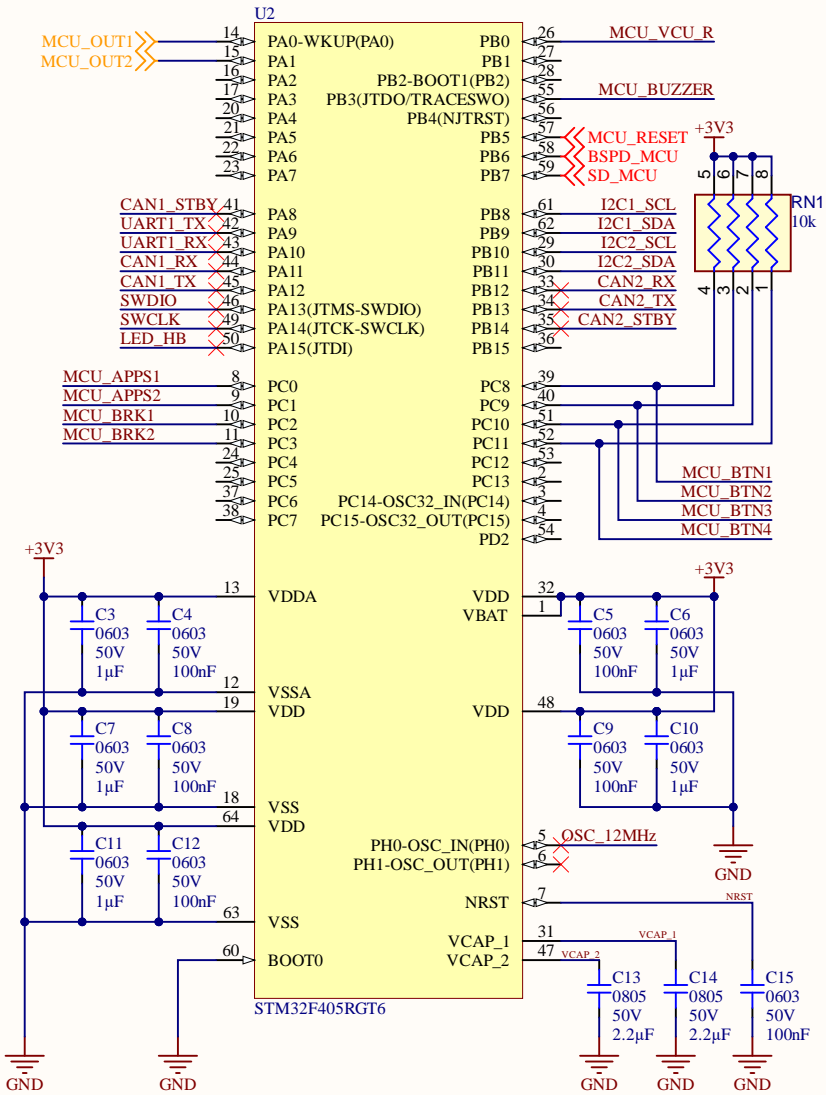 U2
MCU_OUT1 14 PA0-WKUP(PA0) PB0 26 MCU_VCU_R
MCU_OUT2 15 PA1 PB1 27
16 PA2 PB2-BOOT1(PB2) 28
17 PA3 PB3(JTDO/TRACESWO) 55 MCU_BUZZER
20 PA4 PB4(NJTRST) 56
21 PA5 PB5 57 MCU_RESET +3V3
22 PA6 PB6 58 BSPD_MCU
23 PA7 PB7 59 SD_MCU 5 6 7 8
CAN1_STBY 41 PA8 PB8 61 I2C1_SCL RN1
UART1_TX 42 PA9 PB9 62 I2C1_SDA 10k
UART1_RX 43 PA10 PB10 29 I2C2_SCL
CAN1_RX 44 PA11 PB11 30 I2C2_SDA
CAN1_TX 45 PA12 PB12 33 CAN2_RX 4 3 2 1
SWDIO 46 PA13(JTMS-SWDIO) PB13 34 CAN2_TX
SWCLK 49 PA14(JTCK-SWCLK) PB14 35 CAN2_STBY
LED_HB 50 PA15(JTDI) PB15 36
MCU_APPS1 8 PC0 PC8 39
MCU_APPS2 9 PC1 PC9 40
MCU_BRK1 10 PC2 PC10 51
MCU_BRK2 11 PC3 PC11 52
24 PC4 PC12 53
25 PC5 PC13 2 MCU_BTN1
37 PC6 PC14-OSC32_IN(PC14) 3 MCU_BTN2
38 PC7 PC15-OSC32_OUT(PC15) 4 MCU_BTN3
PD2 54 MCU_BTN4
+3V3 +3V3
13 VDDA VDD 32
VBAT 1
C3 C4 C5 C6
0603 0603 0603 0603
50V 50V 50V 50V
1µF 100nF 100nF 1µF
12 VSSA
19 VDD VDD 48
C7 C8 C9 C10
0603 0603 0603 0603
50V 50V 50V 50V
1µF 100nF 100nF 1µF
18 VSS
64 VDD
C11 C12 PH0-OSC_IN(PH0) 5 OSC_12MHz
0603 0603 PH1-OSC_OUT(PH1) 6 GND
50V 50V
1µF 100nF NRST 7 NRST
63 VSS
VCAP_1 31 VCAP_1
60 BOOT0 VCAP_2 47 VCAP_2
C13 C14 C15
0805 0805 0603
STM32F405RGT6 50V 50V 50V
2.2µF 2.2µF 100nF
GND GND GND GND GND